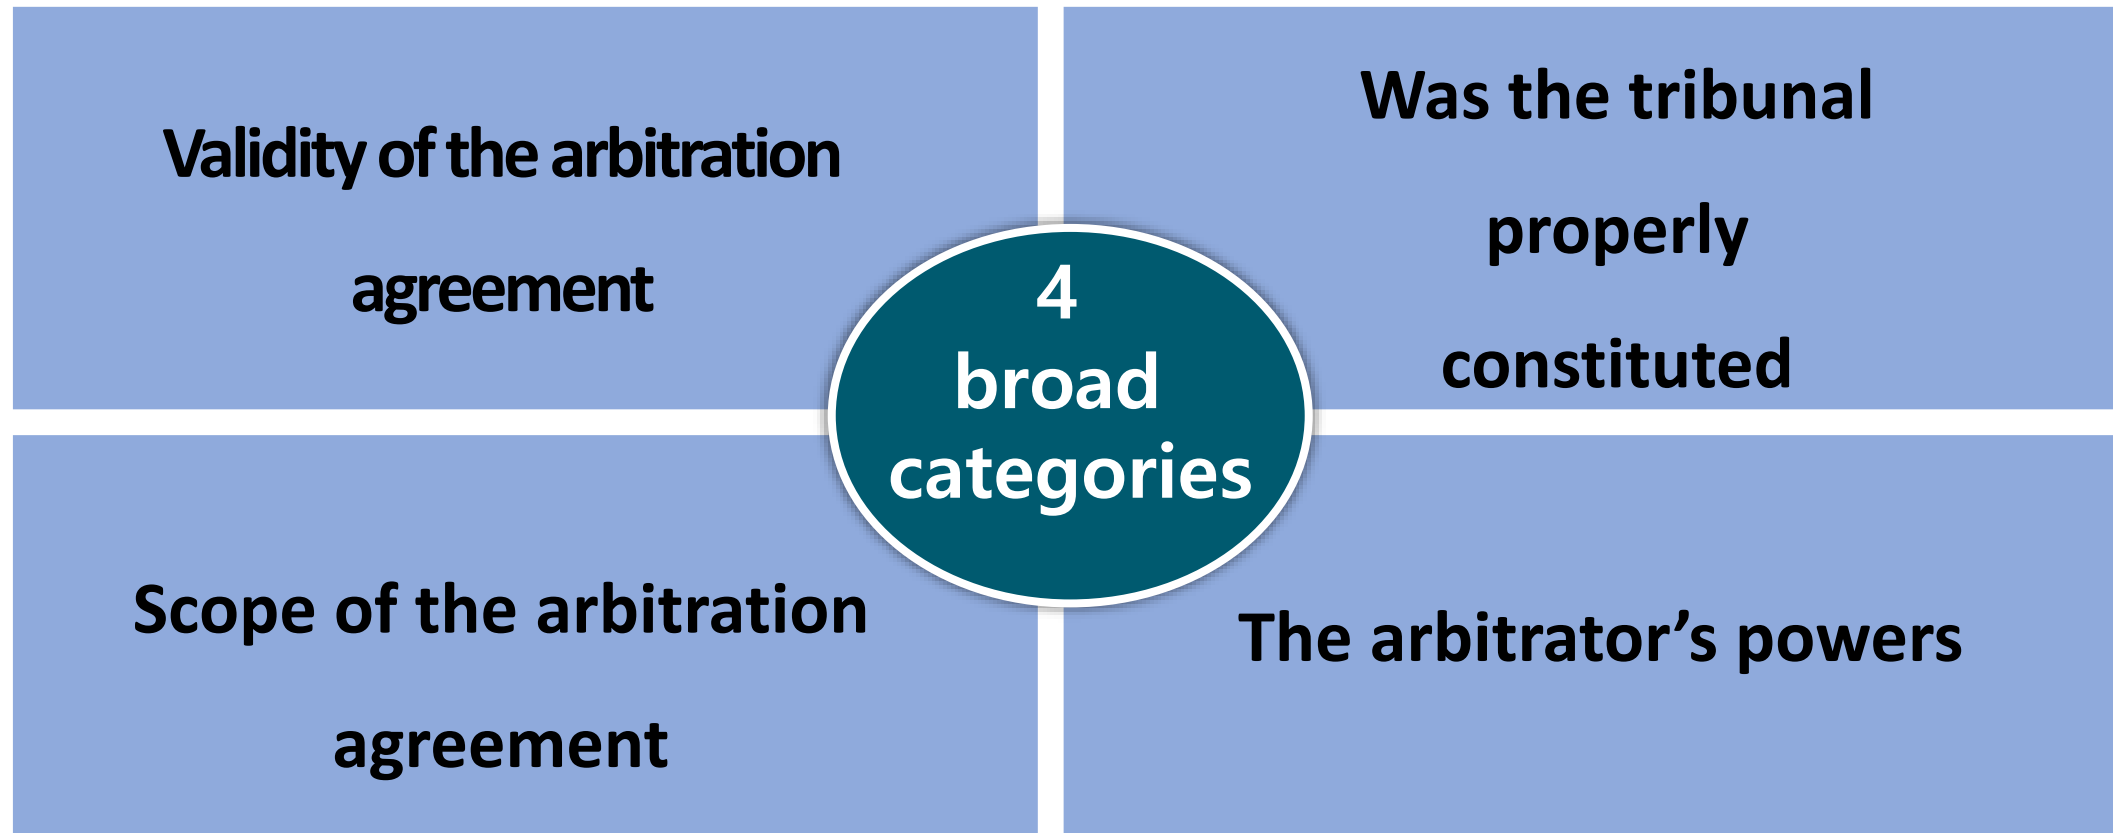 Validity of the arbitration
agreement
Was the tribunal
properly
constituted
4
broad
categories
Scope of the arbitration
agreement
The arbitrator’s powers